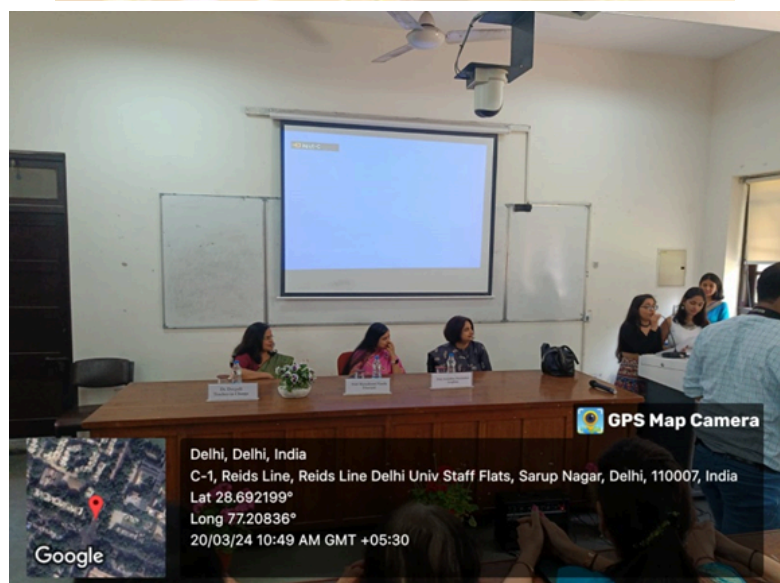 GPS Map Camera
Delhi, Delhi, India
C-1, Reids Line, Reids Line Delhi Univ Staff Flats, Sarup Nagar, Delhi, 110007, India
Lat 28.692199°
Long 77.20836°
20/03/24 10:49 AM GMT +05:30
Google